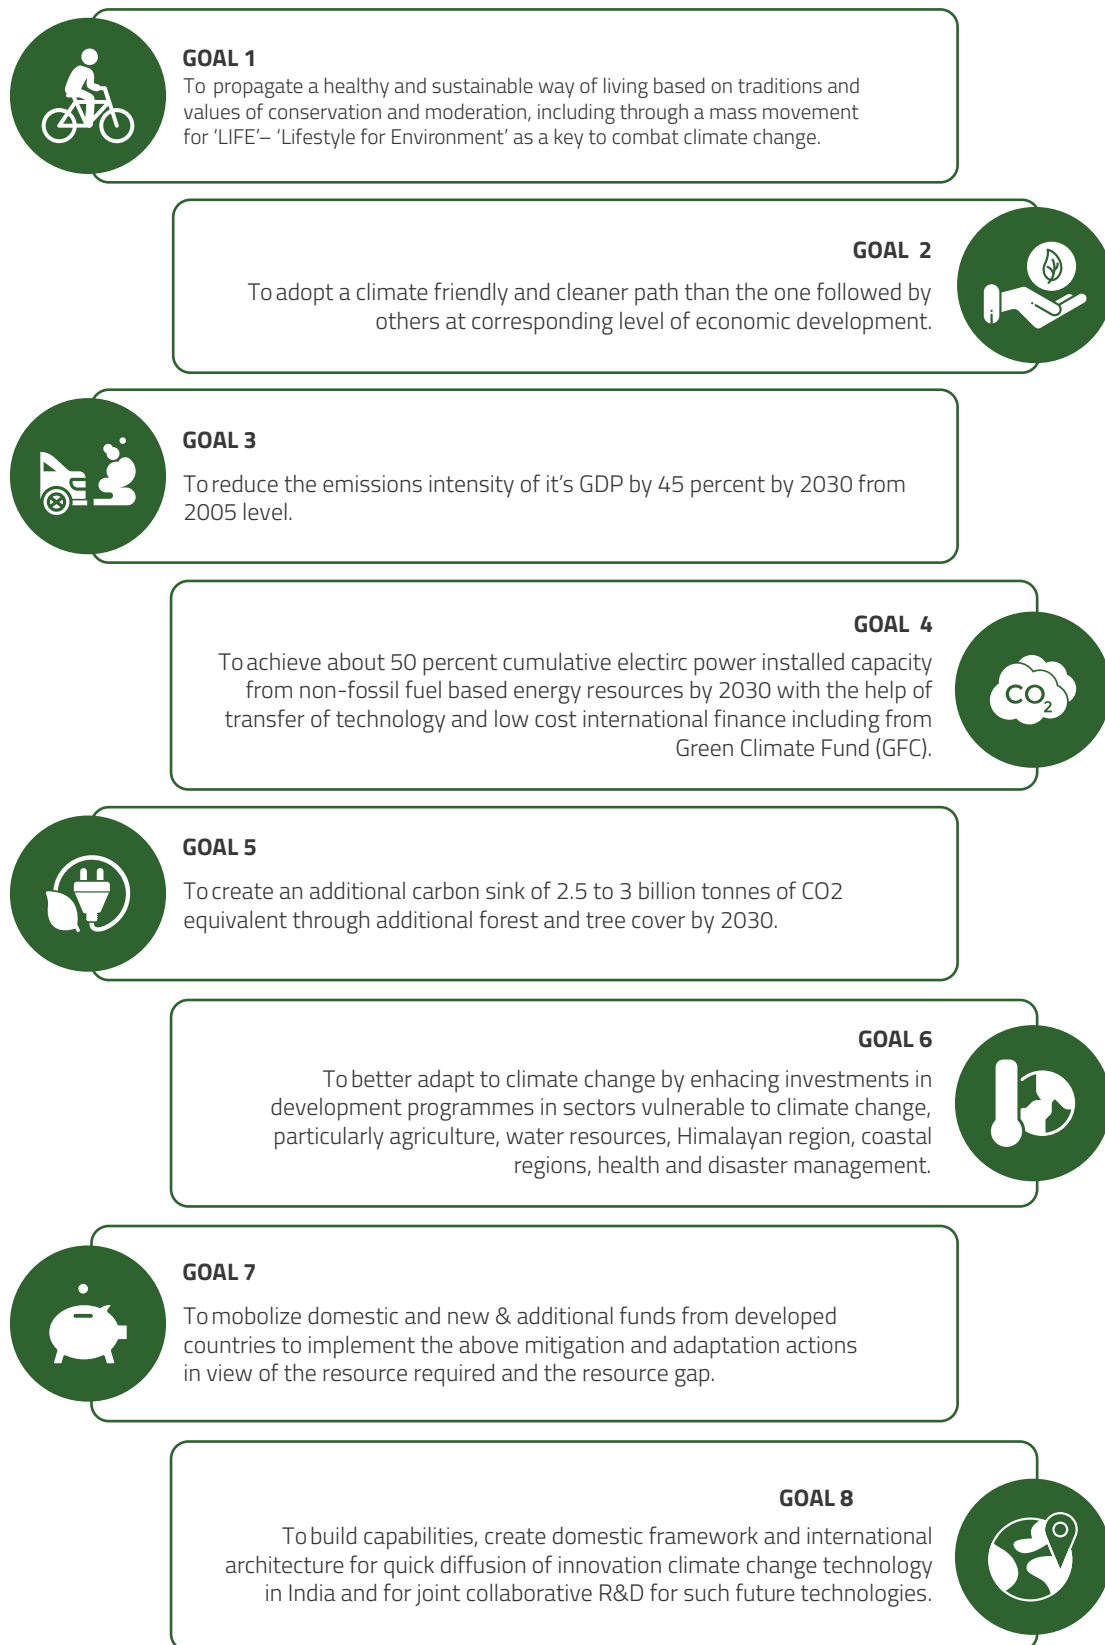 GOAL 1
To propagate a healthy and sustainable way of living based on traditions and
values of conservation and moderation, including through a mass movement
for ‘LIFE’– ‘Lifestyle for Environment’ as a key to combat climate change.
GOAL 2
To adopt a climate friendly and cleaner path than the one followed by
others at corresponding level of economic development.
GOAL 3
To reduce the emissions intensity of it’s GDP by 45 percent by 2030 from
2005 level.
GOAL 4
To achieve about 50 percent cumulative electirc power installed capacity
from non-fossil fuel based energy resources by 2030 with the help of
transfer of technology and low cost international finance including from
Green Climate Fund (GFC).
CO2
GOAL 5
To create an additional carbon sink of 2.5 to 3 billion tonnes of CO2
equivalent through additional forest and tree cover by 2030.
GOAL 6
To better adapt to climate change by enhacing investments in
development programmes in sectors vulnerable to climate change,
particularly agriculture, water resources, Himalayan region, coastal
regions, health and disaster management.
GOAL 7
To mobolize domestic and new & additional funds from developed
countries to implement the above mitigation and adaptation actions
in view of the resource required and the resource gap.
GOAL 8
To build capabilities, create domestic framework and international
architecture for quick diffusion of innovation climate change technology
in India and for joint collaborative R&D for such future technologies.